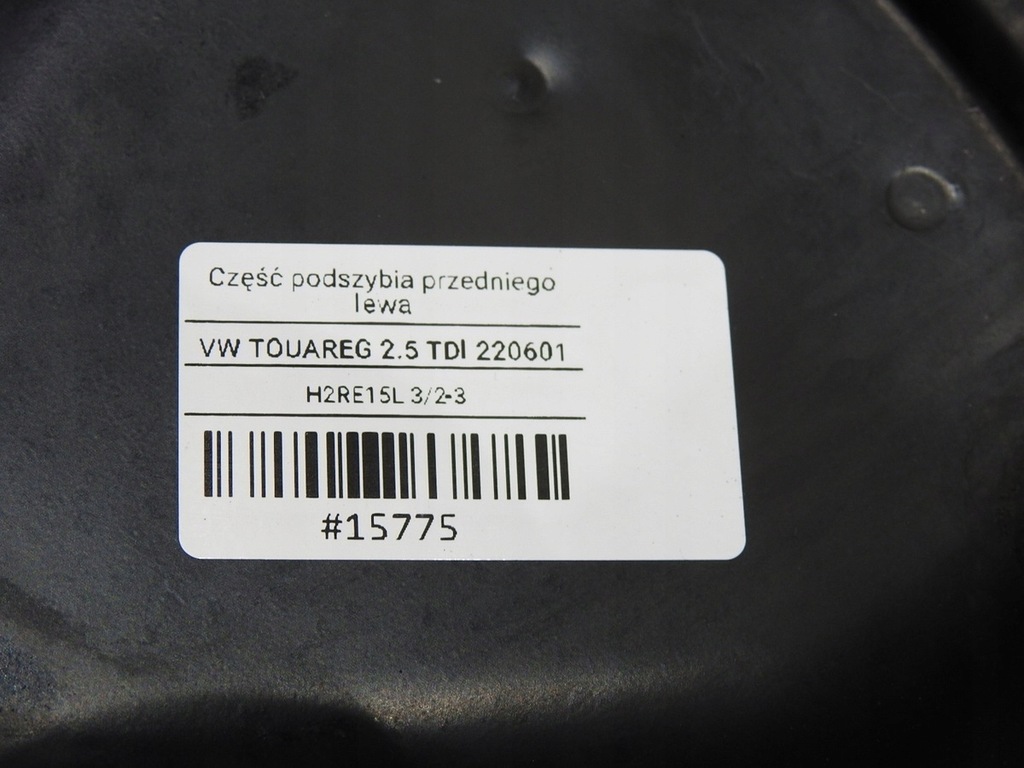 Część podszybia przedniego
lewa
VW TOUAREG 2.5 TDI 220601
H2RE15L 3/2-3
#15775